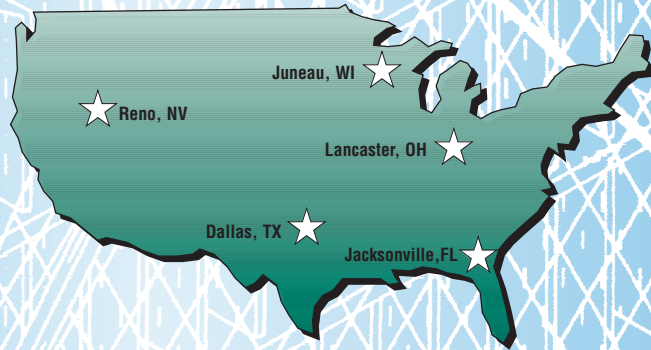 Juneau, WI
Reno, NV
Lancaster, OH
Dallas, TX
Jacksonville,FL